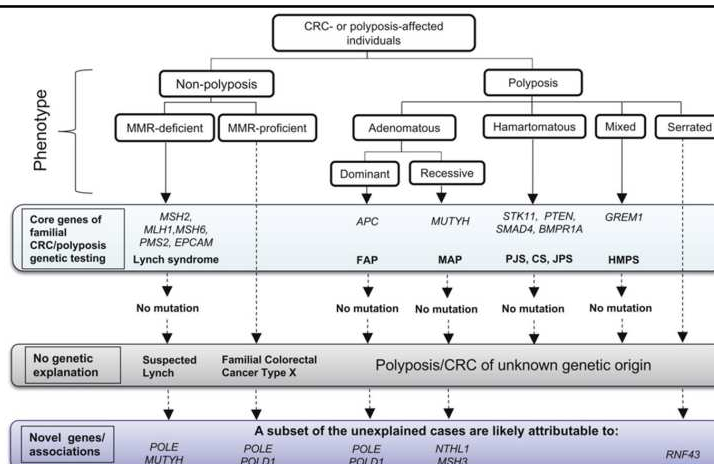 CRC- or polyposis-affected
individuals
Phenotype
Non-polyposis
Polyposis
MMR-deficient
MMR-proficient
Adenomatous
Hamartomatous
Mixed
Serrated
Dominant
Recessive
Core genes of
familial
CRC/polyposis
genetic testing
MSH2,
MLH1,MSH6,
PMS2, EPCAM
Lynch syndrome
APC
FAP
MUTYH
MAP
STK11, PTEN,
SMAD4, BMPR1A
PJS, CS, JPS
GREM1
HMPS
No mutation
No mutation
No mutation
No mutation
No mutation
No genetic
explanation
Suspected
Lynch
Familial Colorectal
Cancer Type X
Polyposis/CRC of unknown genetic origin
Novel genes/
associations
A subset of the unexplained cases are likely attributable to:
POLE
MUTYH
POLE
POLD1
POLE
POLD1
NTHL1
MSH3
RNF43